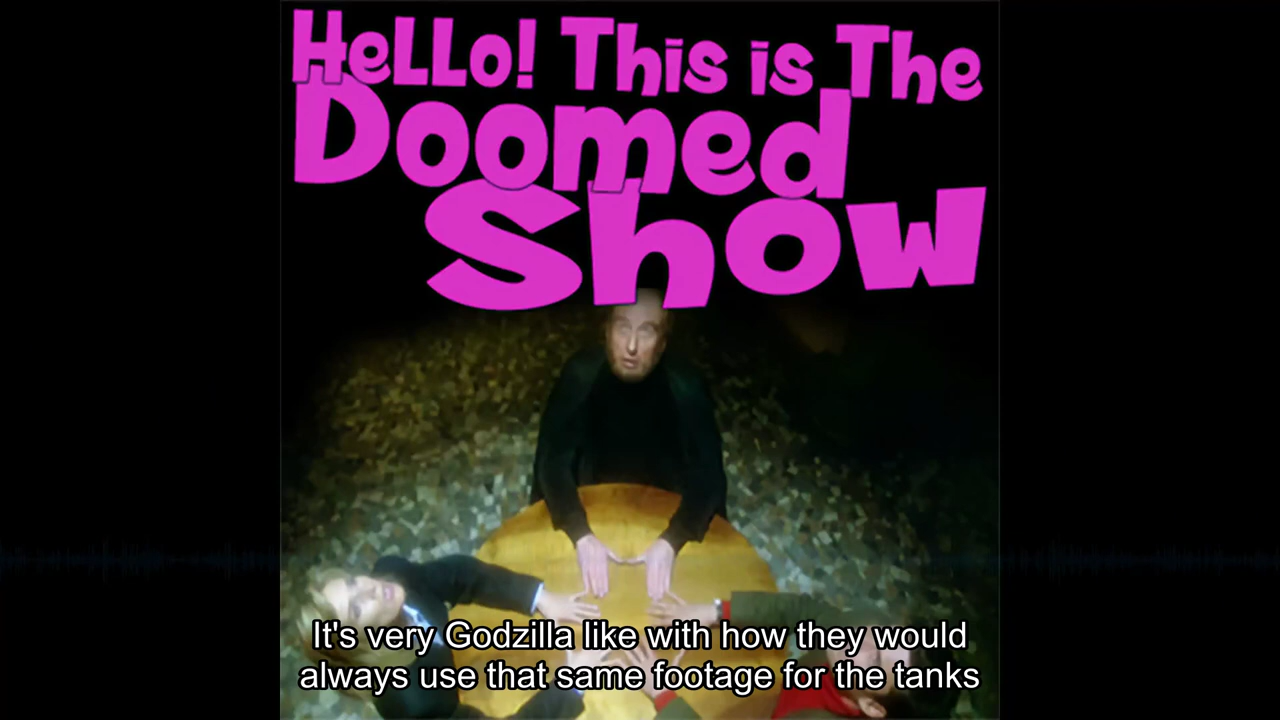 HeLLo! This is The
Doomed
Show
It's very Godzilla like with how they would
always use that same footage for the tanks